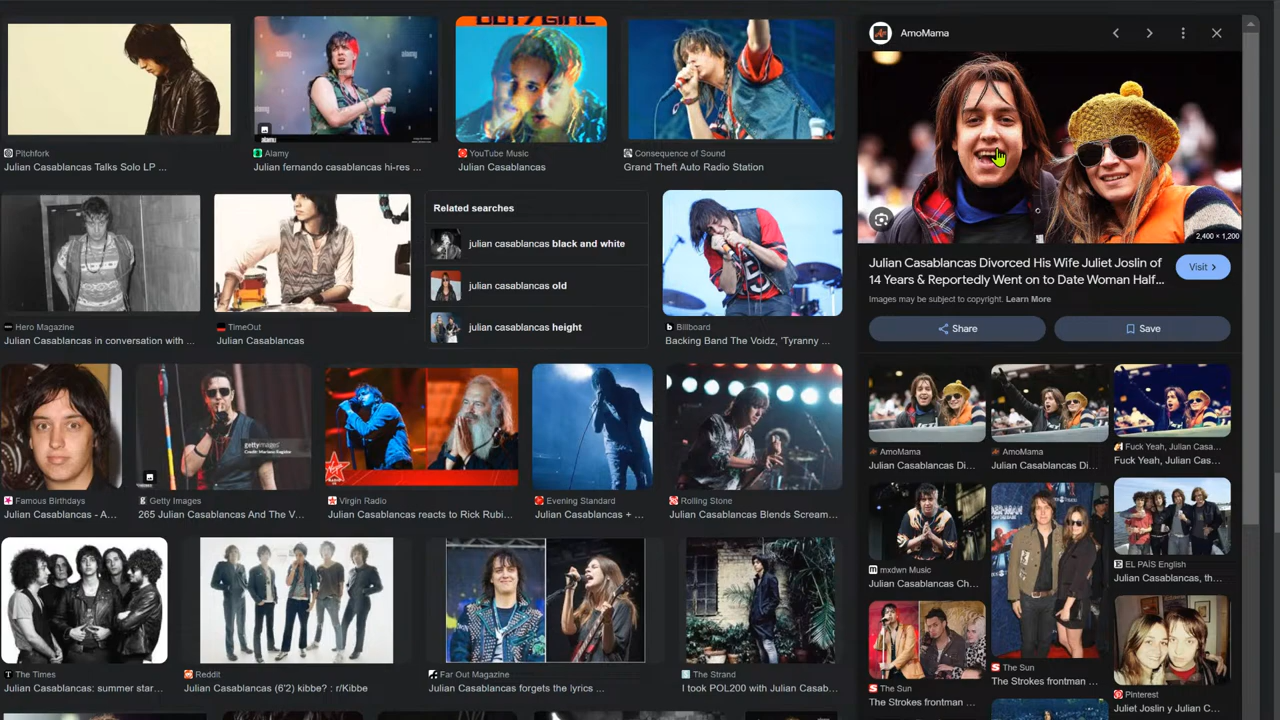 OUT/GIRL
alamy
alamy
Pitchfork
Julian Casablancas Talks Solo LP ...
Alamy
Julian fernando casablancas hi-res ...
YouTube Music
Julian Casablancas
Consequence of Sound
Grand Theft Auto Radio Station
Hero Magazine
Julian Casablancas in conversation with ...
TimeOut
Julian Casablancas
Related searches
julian casablancas black and white
julian casablancas old
julian casablancas height
Billboard
Backing Band The Voidz, 'Tyranny ...
gettyimages
Famous Birthdays
Julian Casablancas - A...
Getty Images
265 Julian Casablancas And The V...
Virgin Radio
Julian Casablancas reacts to Rick Rubi...
Evening Standard
Julian Casablancas + ...
Rolling Stone
Julian Casablancas Blends Scream...
The Times
Julian Casablancas: summer star...
Reddit
Julian Casablancas (6'2) kibbe? : r/Kibbe
Far Out Magazine
Julian Casablancas forgets the lyrics ...
The Strand
I took POL200 with Julian Casab...
AmoMama
2,400 × 1,200
Julian Casablancas Divorced His Wife Juliet Joslin of
14 Years & Reportedly Went on to Date Woman Half...
Visit
Images may be subject to copyright. Learn More
Share
Save
AmoMama
Julian Casablancas Di...
AmoMama
Julian Casablancas Di...
Fuck Yeah, Julian Casa...
Fuck Yeah, Julian Cas...
mxdwn Music
Julian Casablancas Ch...
The Sun
The Strokes frontman ...
EL PAÍS English
Julian Casablancas, th...
The Sun
The Strokes frontman ...
Pinterest
Juliet Joslin y Julian C...